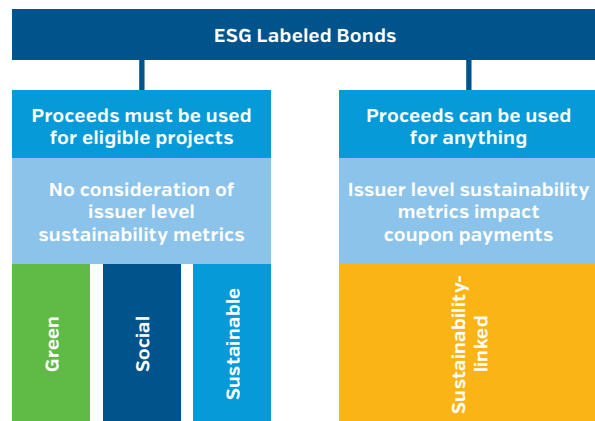 ESG Labeled Bonds
Proceeds must be used
for eligible projects
No consideration of
issuer level
sustainability metrics
Green
Social
Sustainable
Proceeds can be used
for anything
Issuer level sustainability
metrics impact
coupon payments
Sustainability-
linked